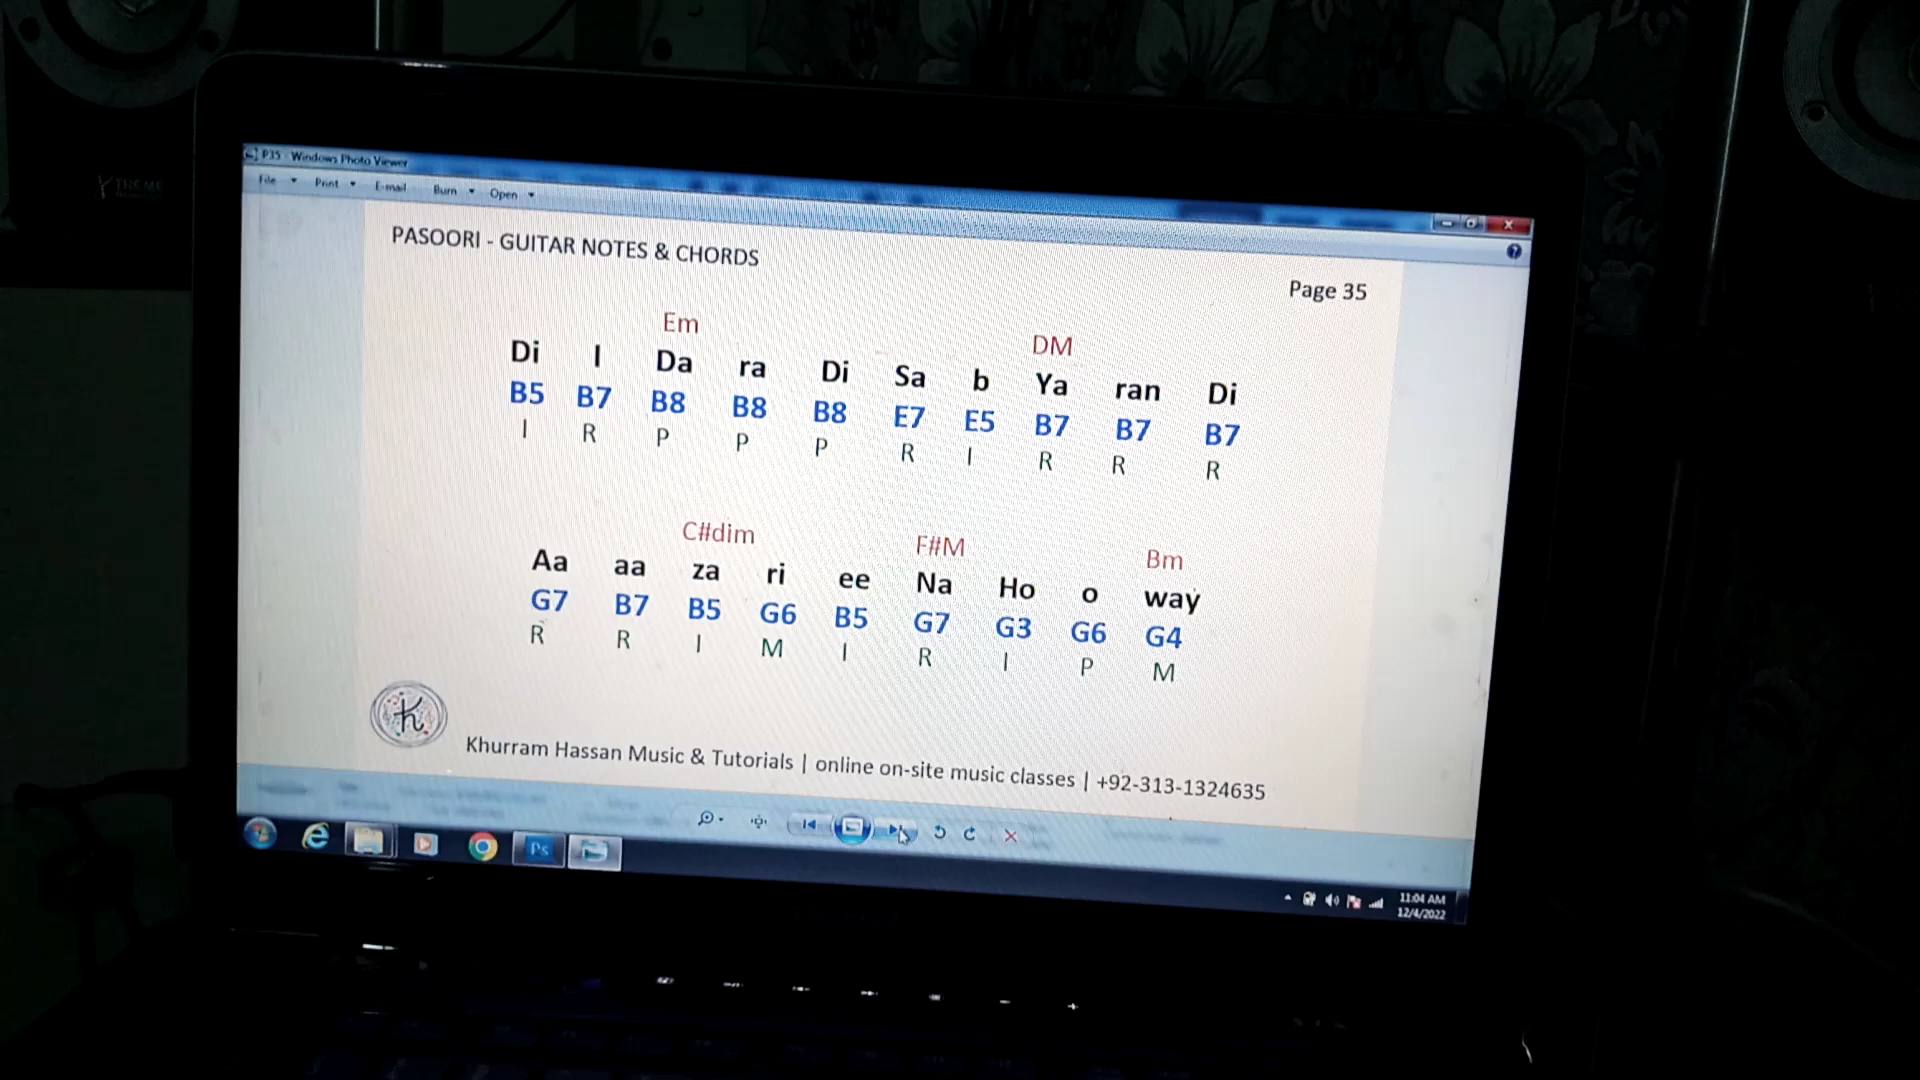 XTREME
P35 - Windows Photo Viewer
File Print E-mail Burn Open
PASOORI - GUITAR NOTES & CHORDS
Page 35
Em DM
Di l Da ra Di Sa b Ya ran Di
B5 B7 B8 B8 B8 E7 E5 B7 B7 B7
I R P P P R I R R R
C#dim F#M Bm
Aa aa za ri ee Na Ho o way
G7 B7 B5 G6 B5 G7 G3 G6 G4
R R I M I R I P M
K
Khurram Hassan Music & Tutorials | online on-site music classes | +92-313-1324635
Ps
11:04 AM
12/4/2022